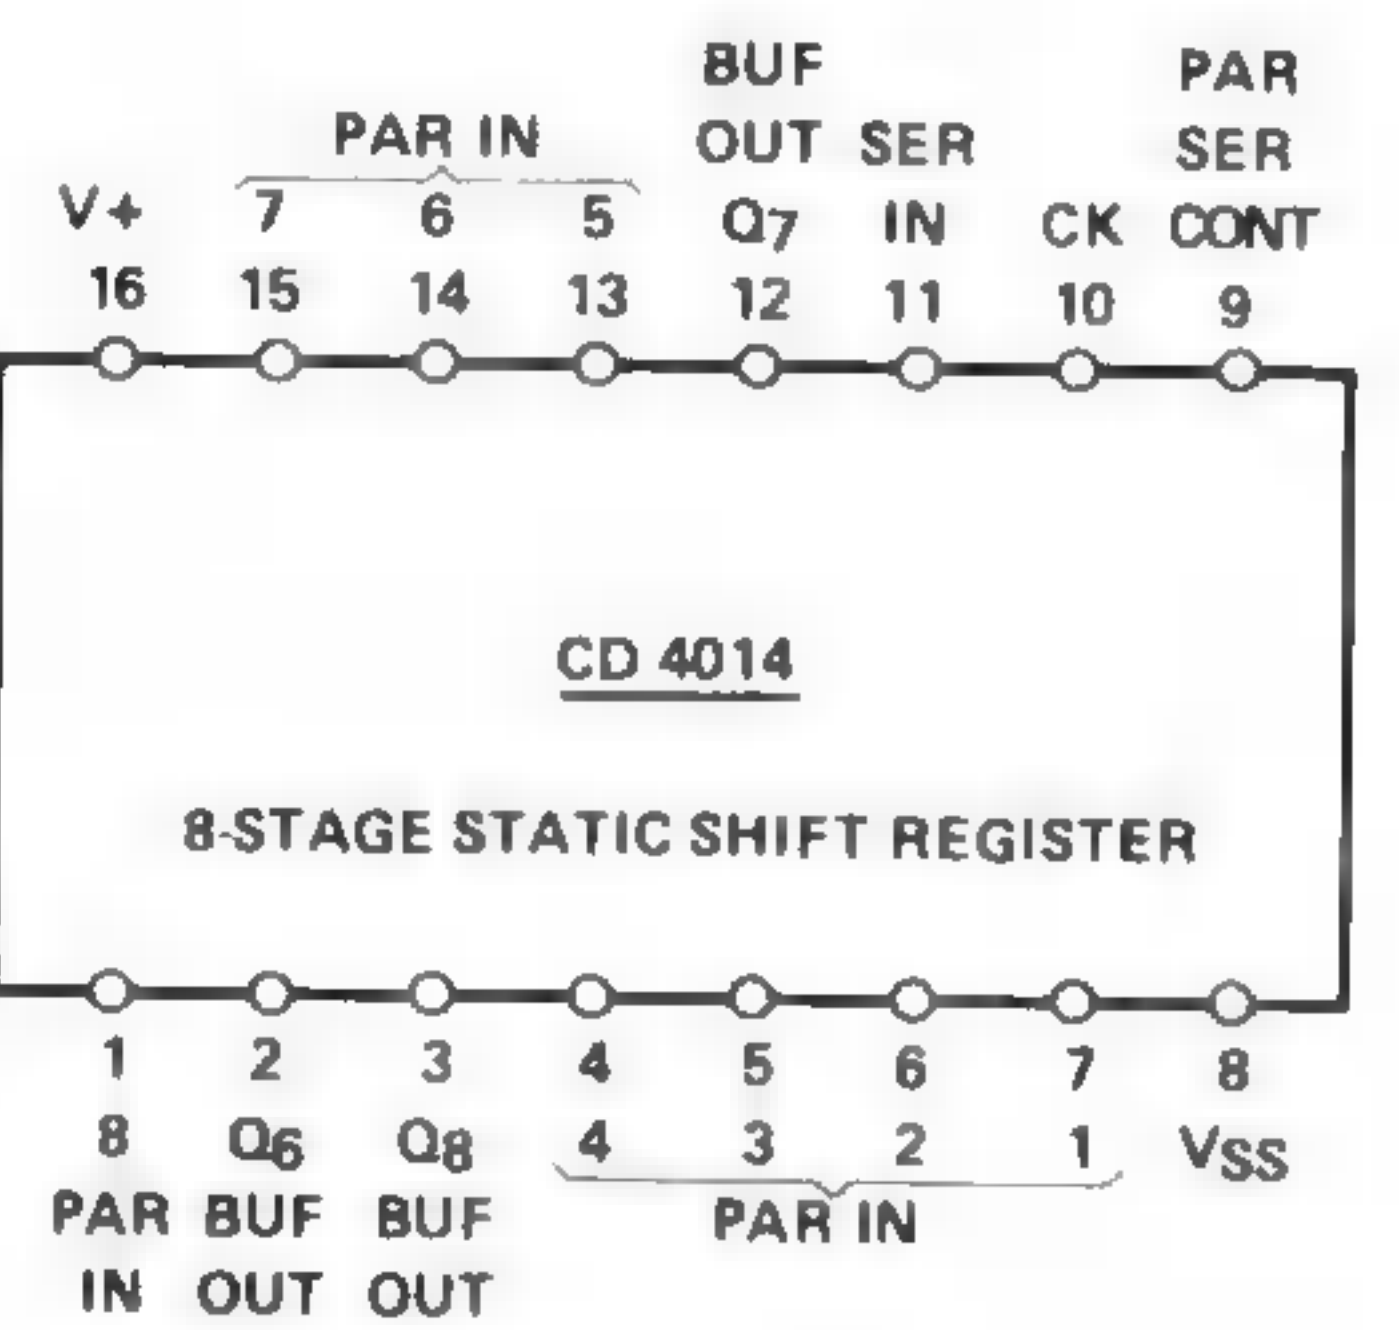 BUF PAR
PAR IN OUT SER SER
V+ 7 6 5 Q7 IN CK CONT
16 15 14 13 12 11 10 9
CD 4014
8-STAGE STATIC SHIFT REGISTER
1 2 3 4 5 6 7 8
8 Q6 Q8 4 3 2 1 VSS
PAR BUF BUF PAR IN
IN OUT OUT